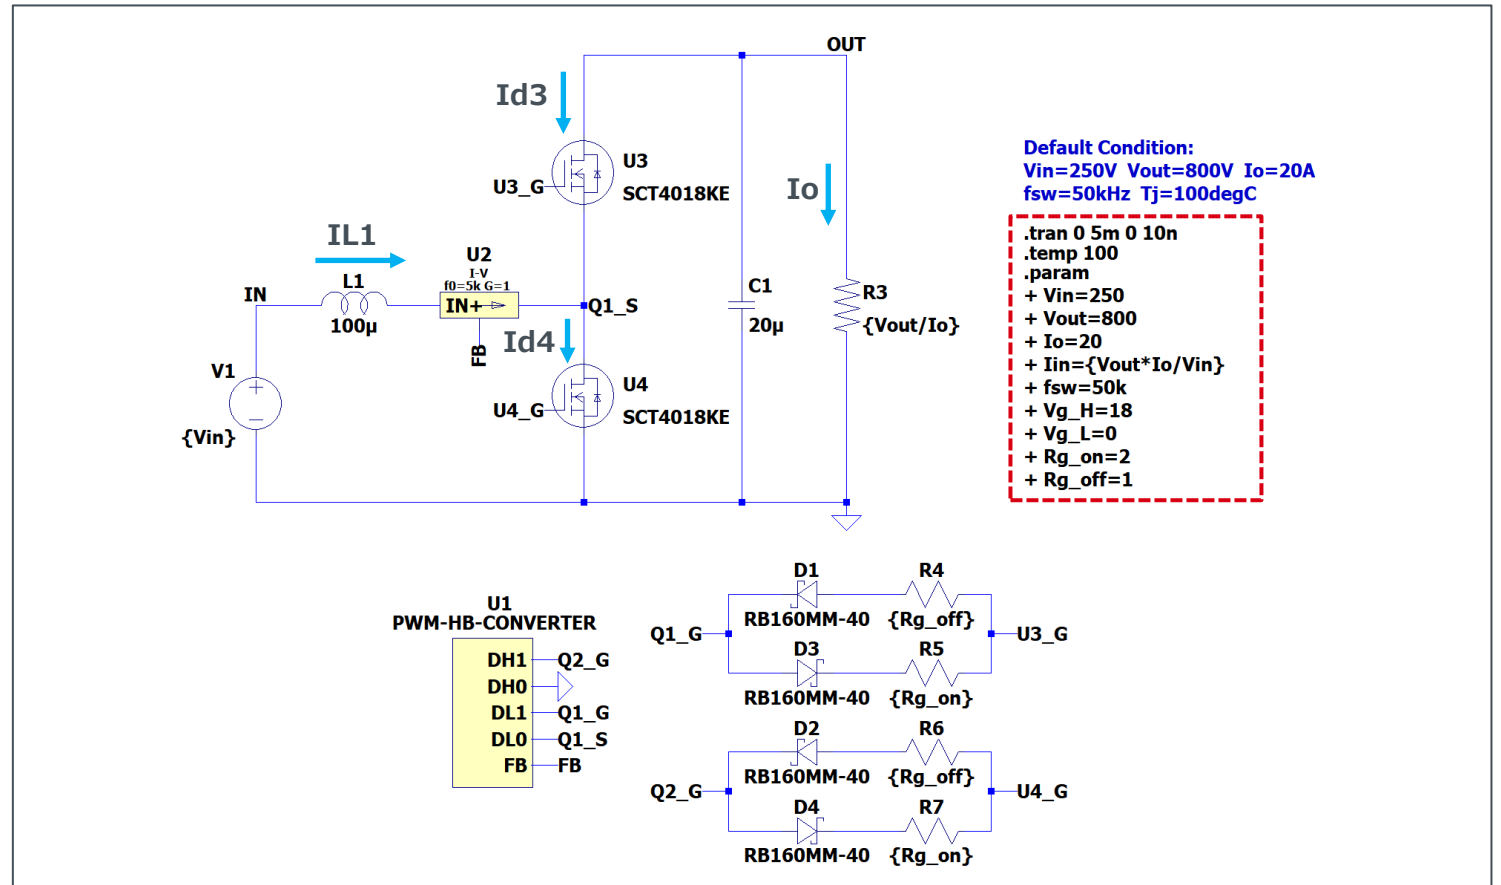 OUT
Id3
U3
U3_G
SCT4018KE
Io
Default Condition:
Vin=250V Vout=800V Io=20A
fsw=50kHz Tj=100degC
.tran 0 5m 0 10n
.temp 100
.param
+ Vin=250
+ Vout=800
+ Io=20
+ Iin={Vout*Io/Vin}
+ fsw=50k
+ Vg_H=18
+ Vg_L=0
+ Rg_on=2
+ Rg_off=1
IL1
U2
I-V
f0=5k G=1
IN+
L1
100µ
IN
Q1_S
FB
Id4
C1
20µ
R3
{Vout/Io}
V1
{Vin}
U4
U4_G
SCT4018KE
U1
PWM-HB-CONVERTER
DH1
Q2_G
DH0
DL1
Q1_G
DL0
Q1_S
FB
FB
D1
R4
RB160MM-40
{Rg_off}
Q1_G
U3_G
D3
R5
RB160MM-40
{Rg_on}
D2
R6
RB160MM-40
{Rg_off}
Q2_G
U4_G
D4
R7
RB160MM-40
{Rg_on}